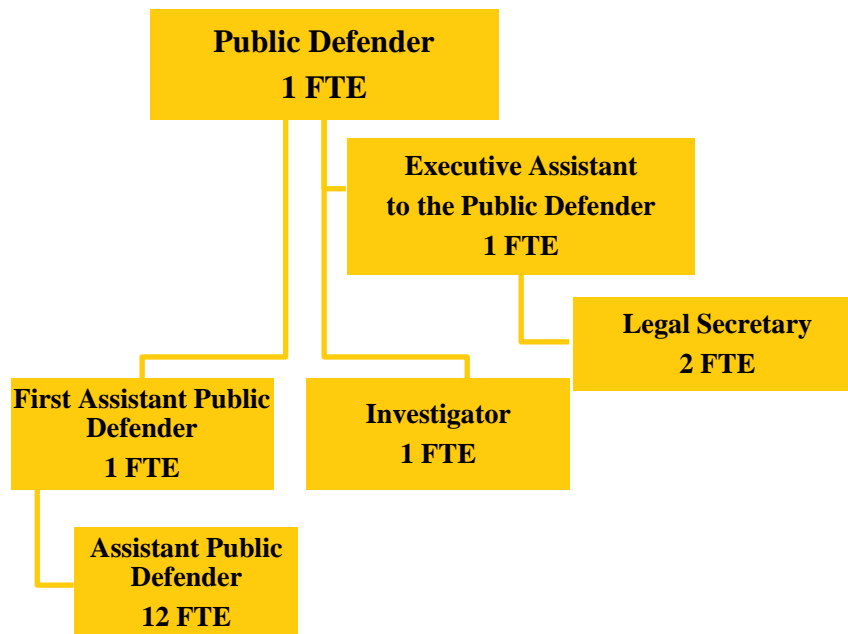 Public Defender
1 FTE
Executive Assistant
to the Public Defender
1 FTE
Legal Secretary
2 FTE
First Assistant Public
Defender
1 FTE
Investigator
1 FTE
Assistant Public
Defender
12 FTE